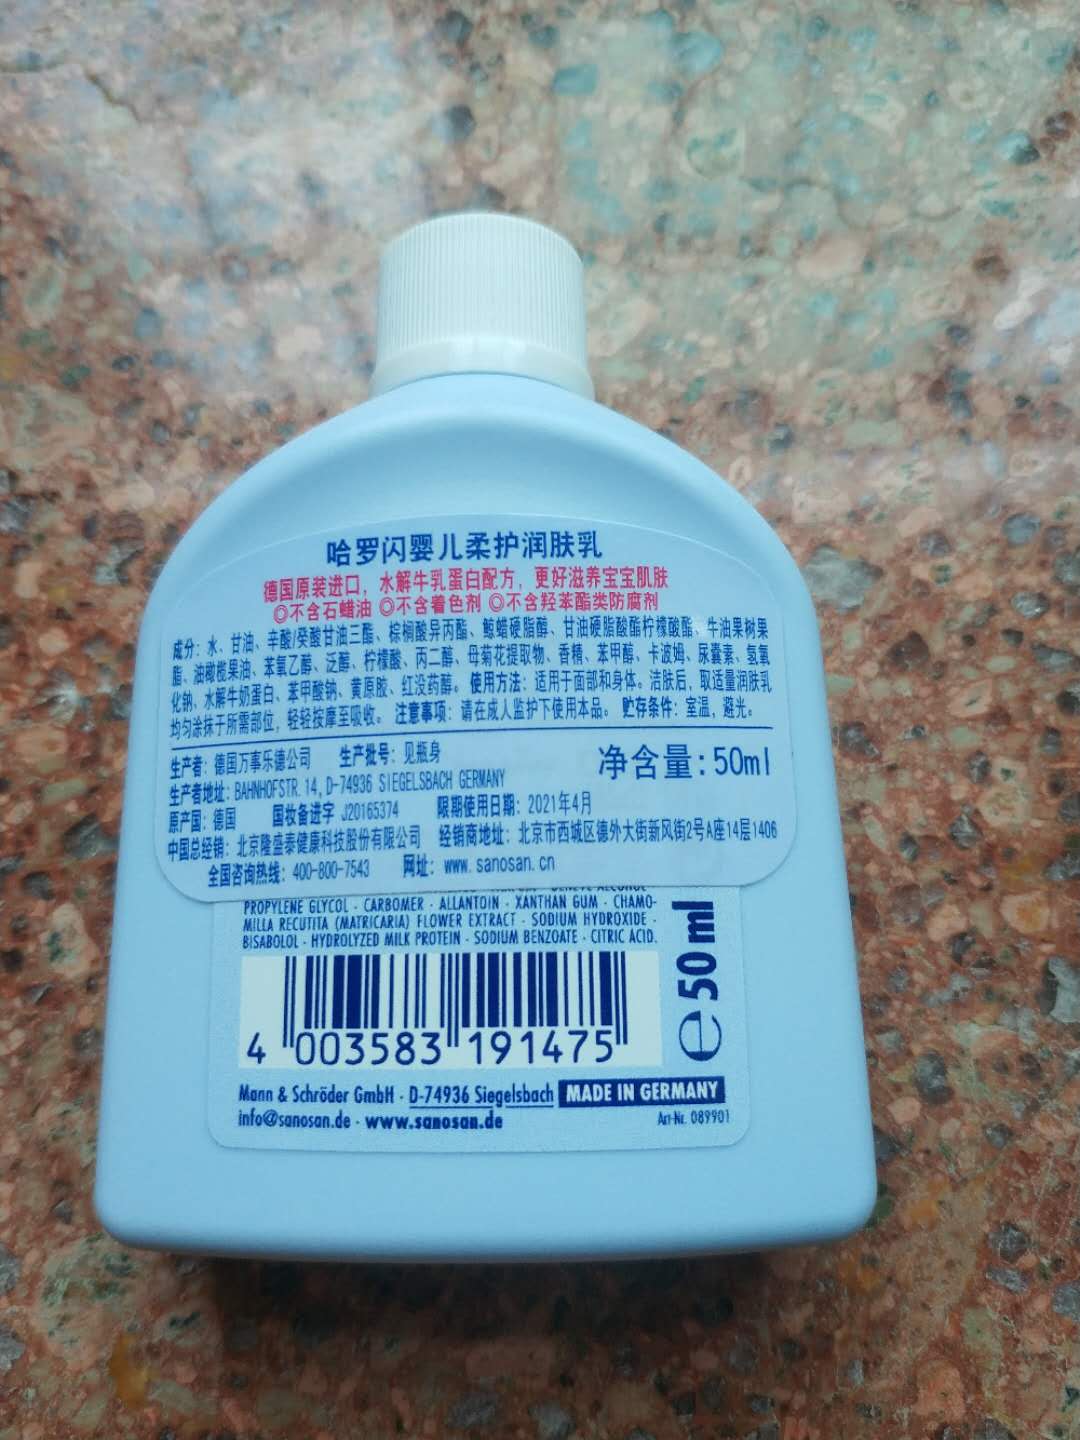 哈罗闪婴儿柔护润肤乳
德国原装进口，水解牛乳蛋白配方，更好滋养宝宝肌肤
◎不含石蜡油 ◎不含着色剂 ◎不含羟苯酯类防腐剂
成分：水、甘油、辛酸/癸酸甘油三酯、棕榈酸异丙酯、鲸蜡硬脂醇、甘油硬脂酸酯柠檬酸酯、牛油果树果
脂、油橄榄果油、苯氧乙醇、泛醇、柠檬酸、丙二醇、母菊花提取物、香精、苯甲醇、卡波姆、尿囊素、氢氧
化钠、水解牛奶蛋白、苯甲酸钠、黄原胶、红没药醇。使用方法：适用于面部和身体。洁肤后，取适量润肤乳
均匀涂抹于所需部位，轻轻按摩至吸收。 注意事项：请在成人监护下使用本品。 贮存条件：室温，避光。
生产者：德国万事乐德公司 生产批号：见瓶身 净含量：50ml
生产者地址：BAHNHOFSTR.14,D-74936 SIEGELSBACH GERMANY
原产国：德国 国妆备进字 J20165374 限期使用日期：2021年4月
中国总经销：北京隆盛泰健康科技股份有限公司 经销商地址：北京市西城区德外大街新风街2号A座14层1406
全国咨询热线：400-800-7543 网址：www.sanosan.cn
PROPYLENE GLYCOL · CARBOMER · ALLANTOIN · XANTHAN GUM · CHAMO-
MILLA RECUTITA (MATRICARIA) FLOWER EXTRACT · SODIUM HYDROXIDE ·
BISABOLOL · HYDROLYZED MILK PROTEIN · SODIUM BENZOATE · CITRIC ACID.
4 003583 191475
e 50 ml
Mann & Schröder GmbH · D-74936 Siegelsbach MADE IN GERMANY
info@sanosan.de · www.sanosan.de Art-Nr. 089901